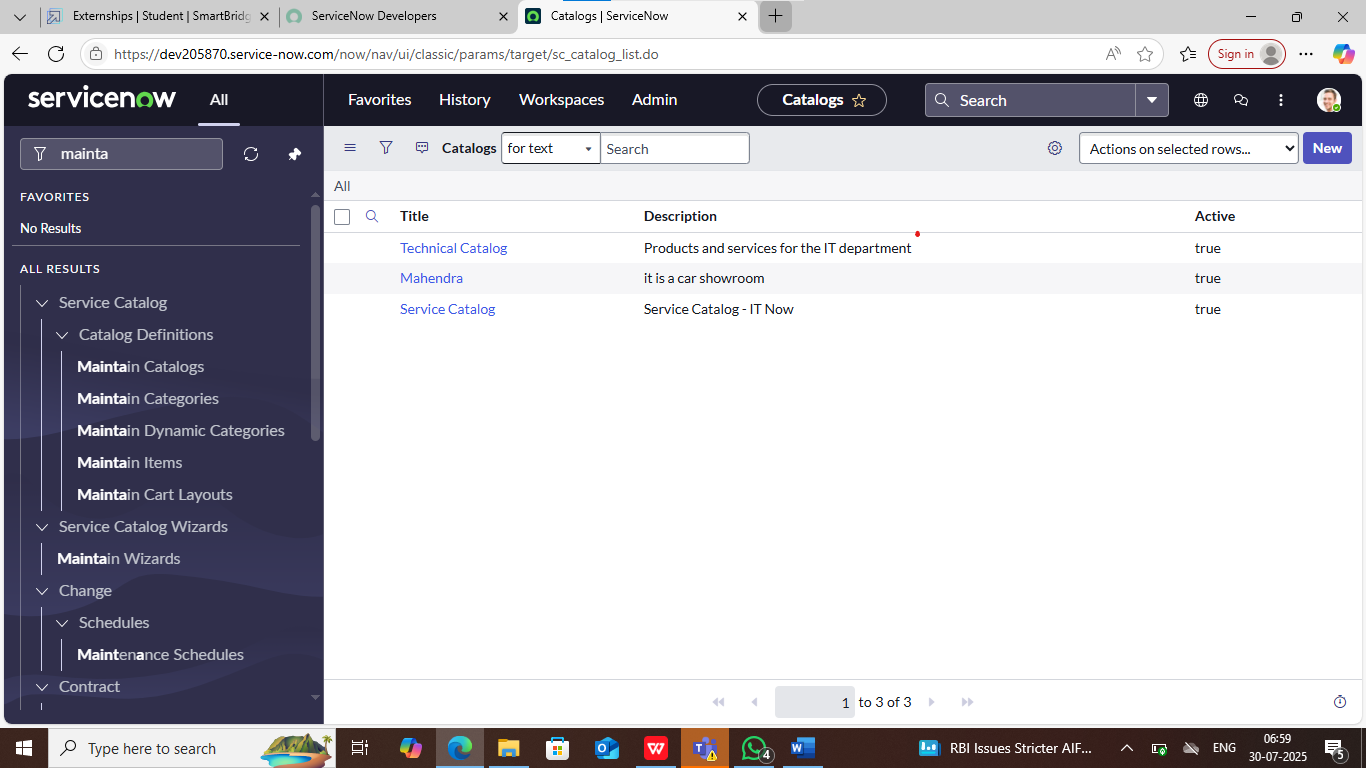 Externships | Student | SmartBridg
ServiceNow Developers
Catalogs | ServiceNow
https://dev205870.service-now.com/now/nav/ui/classic/params/target/sc_catalog_list.do
Sign in
servicenow
All
Favorites
History
Workspaces
Admin
Catalogs
Search
mainta
Catalogs
for text
Search
Actions on selected rows...
New
FAVORITES
No Results
ALL RESULTS
Service Catalog
Catalog Definitions
Maintain Catalogs
Maintain Categories
Maintain Dynamic Categories
Maintain Items
Maintain Cart Layouts
Service Catalog Wizards
Maintain Wizards
Change
Schedules
Maintenance Schedules
Contract
All
Title Description Active
Technical Catalog Products and services for the IT department true
Mahendra it is a car showroom true
Service Catalog Service Catalog - IT Now true
1 to 3 of 3
Type here to search
4
RBI Issues Stricter AIF...
ENG
06:59
30-07-2025
5